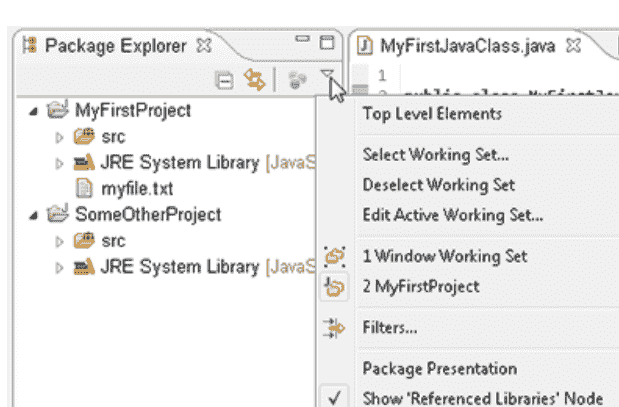 Package Explorer
MyFirstJavaClass.java
1
MyFirstProject
src
JRE System Library [JavaS
myfile.txt
SomeOtherProject
src
JRE System Library [JavaS
public class
Top Level Elements
Select Working Set...
Deselect Working Set
Edit Active Working Set...
1 Window Working Set
2 MyFirstProject
Filters...
Package Presentation
Show 'Referenced Libraries' Node